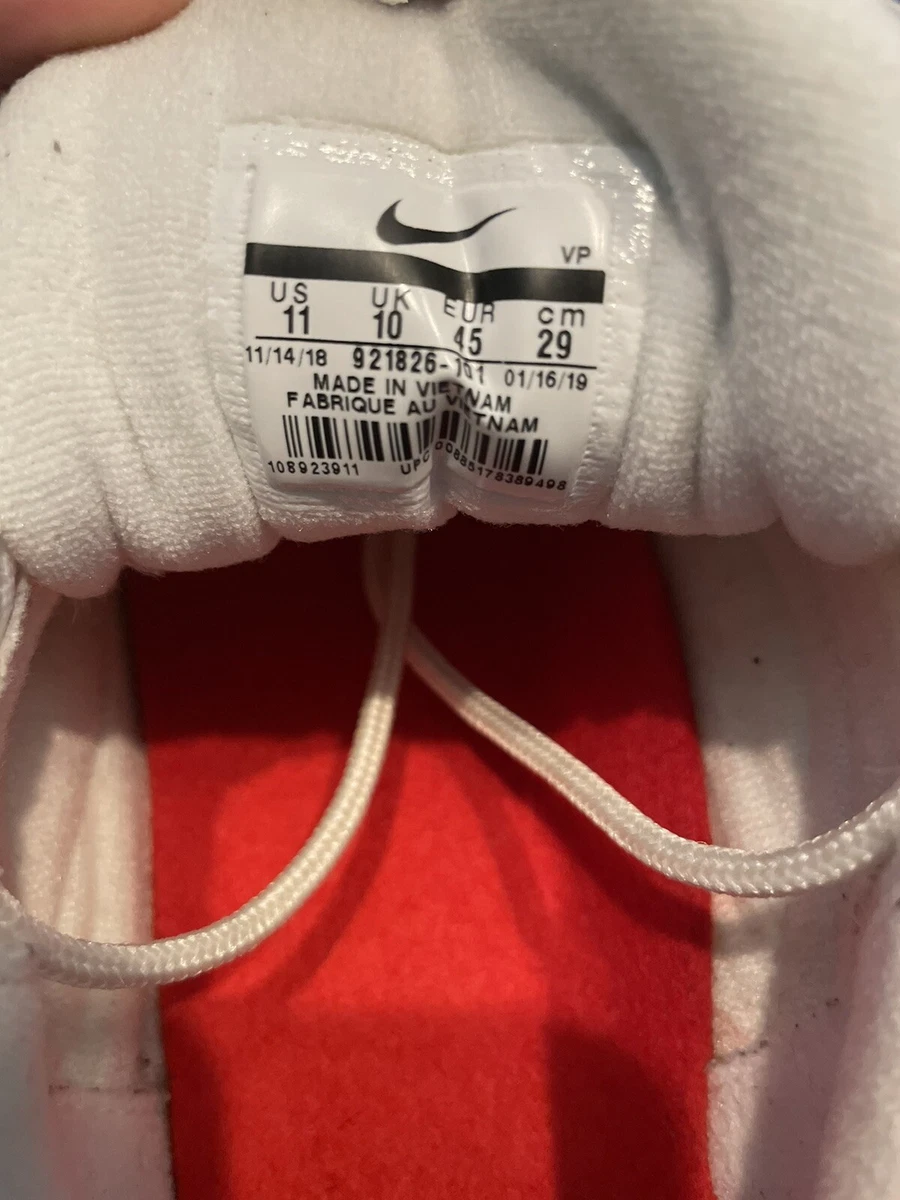 VP
US UK EUR cm
11 10 45 29
11/14/18 921826-101 01/16/19
MADE IN VIETNAM
FABRIQUE AU VIETNAM
108923911 UPC 00885178389498